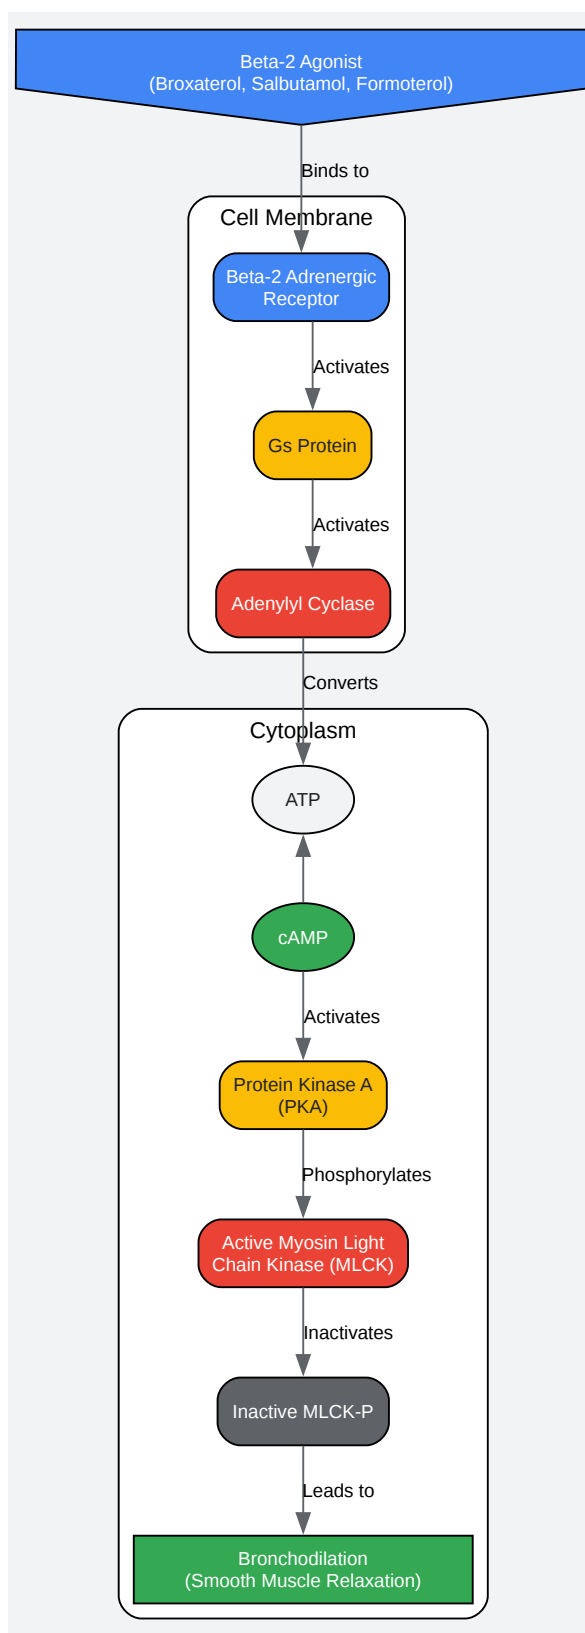 Beta-2 Agonist
(Broxaterol, Salbutamol, Formoterol)
Binds to
Cell Membrane
Beta-2 Adrenergic
Receptor
Activates
Gs Protein
Activates
Adenylyl Cyclase
Converts
Cytoplasm
ATP
cAMP
Activates
Protein Kinase A
(PKA)
Phosphorylates
Active Myosin Light
Chain Kinase (MLCK)
Inactivates
Inactive MLCK-P
Leads to
Bronchodilation
(Smooth Muscle Relaxation)